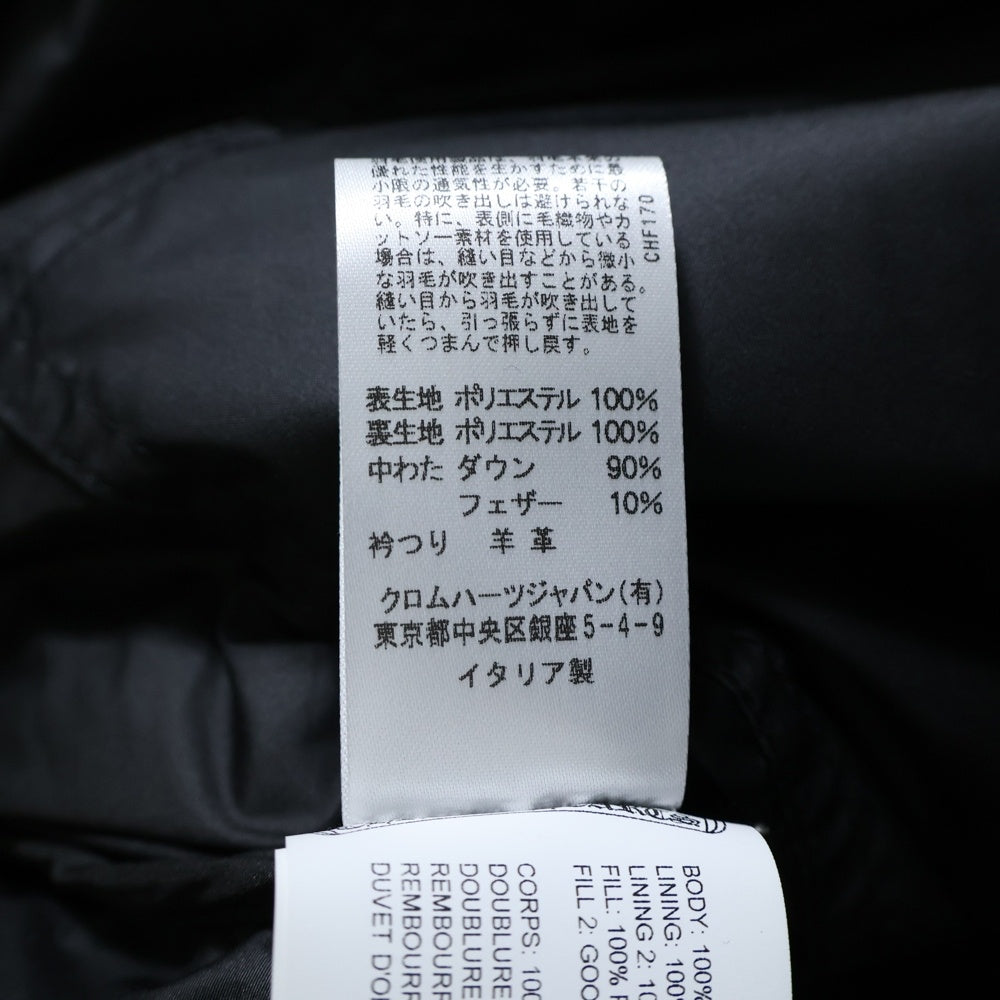 優れた性能を生かすために最
小限の通気性が必要。若干の
羽毛の吹き出しは避けられな
い。特に、表側に毛織物やカ
ットソー素材を使用している
場合は、縫い目などから微小
な羽毛が吹き出すことがある。
縫い目から羽毛が吹き出して
いたら、引っ張らずに表地を
軽くつまんで押し戻す。
CHF170
表生地 ポリエステル 100%
裏生地 ポリエステル 100%
中わた ダウン 90%
フェザー 10%
衿つり 羊革
クロムハーツジャパン(有)
東京都中央区銀座5-4-9
イタリア製
BODY: 100%
LINING: 100%
LINING 2: 10
FILL: 100%
FILL 2: GOO
CORPS: 100
DOUBLURE
DOUBLURE
REMBOURR
REMBOURR
DUVET D'O